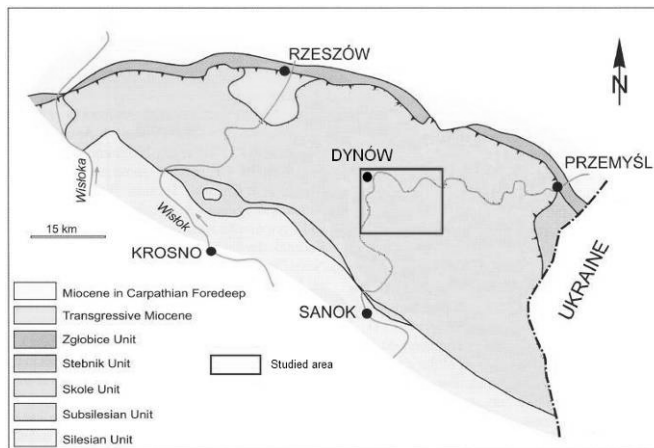 RZESZÓW
N
DYNÓW
PRZEMYŚL
Wisłoka
Wisłok
15 km
KROSNO
UKRAINE
SANOK
Miocene in Carpathian Foredeep
Transgressive Miocene
Zgłobice Unit
Stebnik Unit
Skole Unit
Subsilesian Unit
Silesian Unit
Studied area